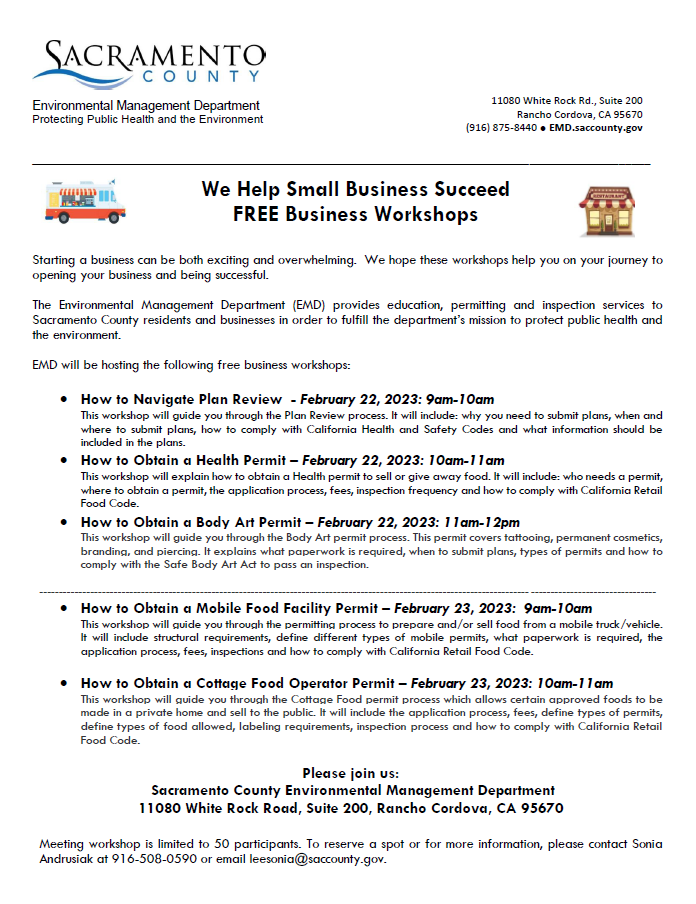 SACRAMENTO
COUNTY
Environmental Management Department
Protecting Public Health and the Environment
11080 White Rock Rd., Suite 200
Rancho Cordova, CA 95670
(916) 875-8440 ● EMD.saccounty.gov
We Help Small Business Succeed
FREE Business Workshops
RESTAURANT
Starting a business can be both exciting and overwhelming. We hope these workshops help you on your journey to
opening your business and being successful.
The Environmental Management Department (EMD) provides education, permitting and inspection services to
Sacramento County residents and businesses in order to fulfill the department's mission to protect public health and
the environment.
EMD will be hosting the following free business workshops:
• How to Navigate Plan Review - February 22, 2023: 9am-10am
This workshop will guide you through the Plan Review process. It will include: why you need to submit plans, when and
where to submit plans, how to comply with California Health and Safety Codes and what information should be
included in the plans.
• How to Obtain a Health Permit – February 22, 2023: 10am-11am
This workshop will explain how to obtain a Health permit to sell or give away food. It will include: who needs a permit,
where to obtain a permit, the application process, fees, inspection frequency and how to comply with California Retail
Food Code.
• How to Obtain a Body Art Permit – February 22, 2023: 11am-12pm
This workshop will guide you through the Body Art permit process. This permit covers tattooing, permanent cosmetics,
branding, and piercing. It explains what paperwork is required, when to submit plans, types of permits and how to
comply with the Safe Body Art Act to pass an inspection.
• How to Obtain a Mobile Food Facility Permit – February 23, 2023: 9am-10am
This workshop will guide you through the permitting process to prepare and/or sell food from a mobile truck/vehicle.
It will include structural requirements, define different types of mobile permits, what paperwork is required, the
application process, fees, inspections and how to comply with California Retail Food Code.
• How to Obtain a Cottage Food Operator Permit – February 23, 2023: 10am-11am
This workshop will guide you through the Cottage Food permit process which allows certain approved foods to be
made in a private home and sell to the public. It will include the application process, fees, define types of permits,
define types of food allowed, labeling requirements, inspection process and how to comply with California Retail
Food Code.
Please join us:
Sacramento County Environmental Management Department
11080 White Rock Road, Suite 200, Rancho Cordova, CA 95670
Meeting workshop is limited to 50 participants. To reserve a spot or for more information, please contact Sonia
Andrusiak at 916-508-0590 or email leesonia@saccounty.gov.